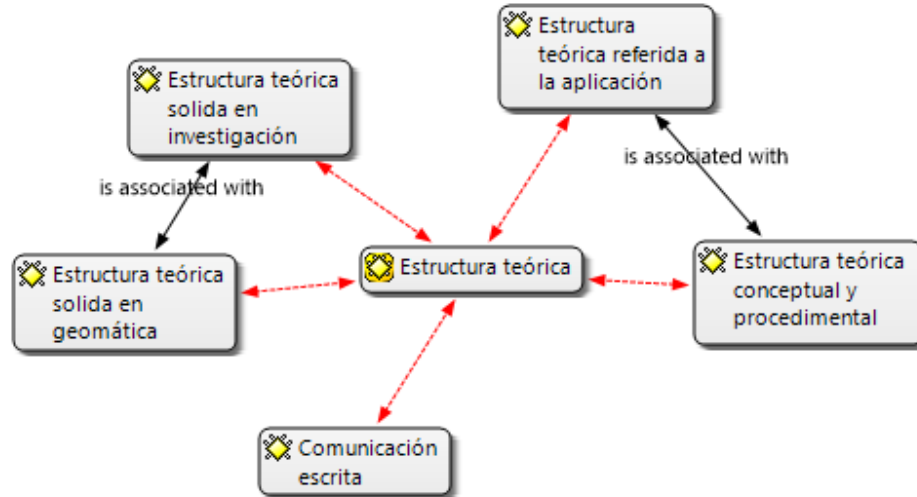 Estructura
teórica referida a
la aplicación
Estructura teórica
solida en
investigación
is associated with
is associated with
Estructura teórica
solida en
geomática
Estructura teórica
Estructura teórica
conceptual y
procedimental
Comunicación
escrita